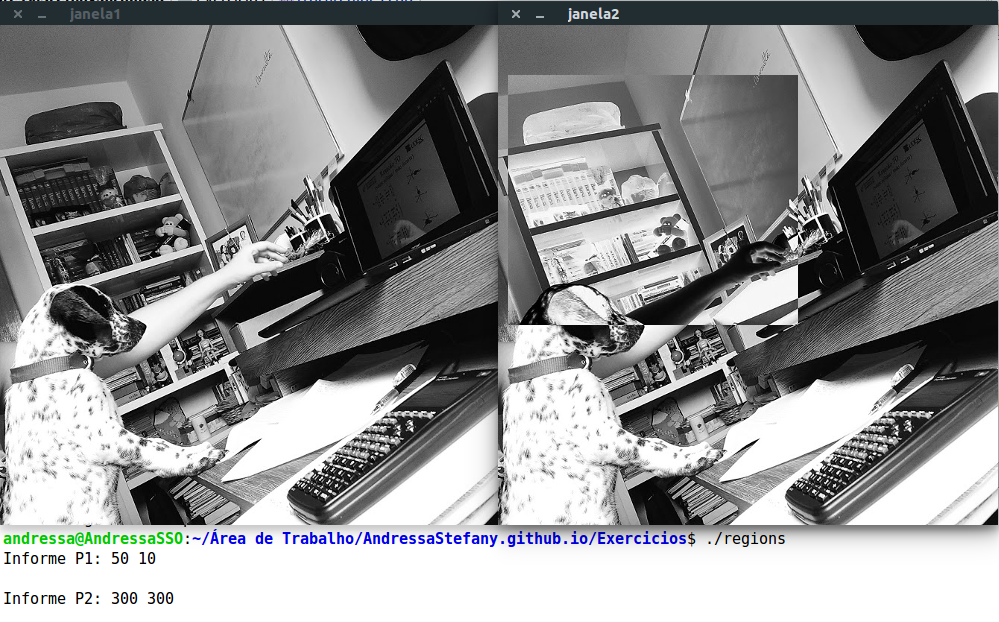 janela1
janela2
andressa@AndressaSSO:~/Área de Trabalho/AndressaStefany.github.io/Exercicios$ ./regions
Informe P1: 50 10
Informe P2: 300 300